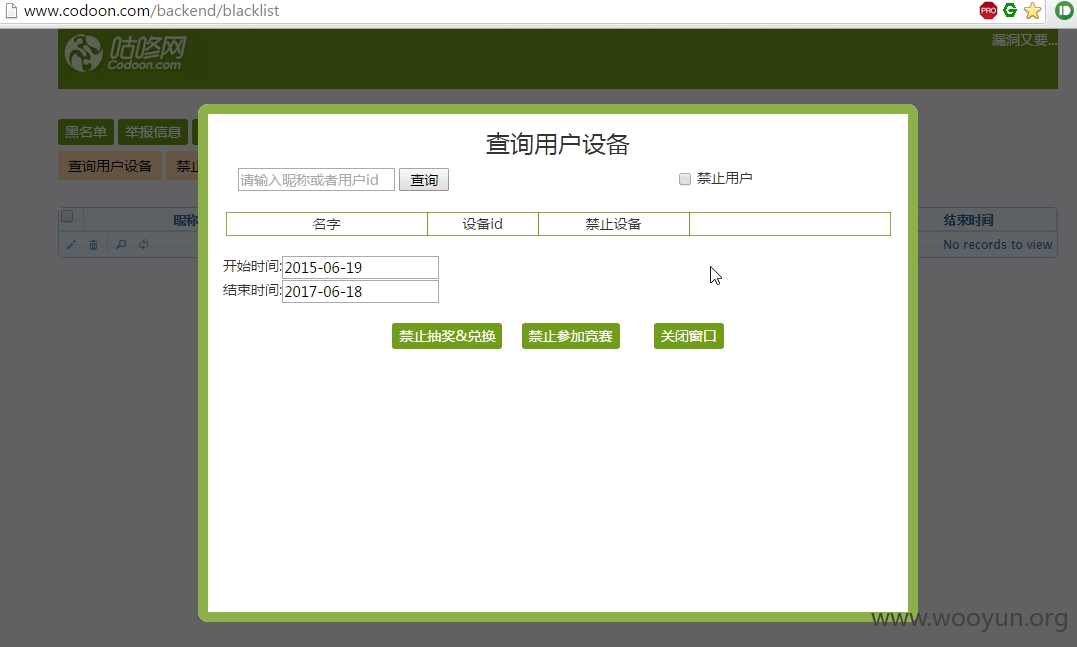 www.codoon.com/backend/blacklist
PRO
咕咚网
Codoon.com
漏洞又要...
黑名单 举报信息
查询用户设备 禁止
昵称 结束时间
No records to view
查询用户设备
请输入昵称或者用户id 查询 禁止用户
名字 设备id 禁止设备
开始时间:2015-06-19
结束时间:2017-06-18
禁止抽奖&兑换 禁止参加竞赛 关闭窗口
www.wooyun.org